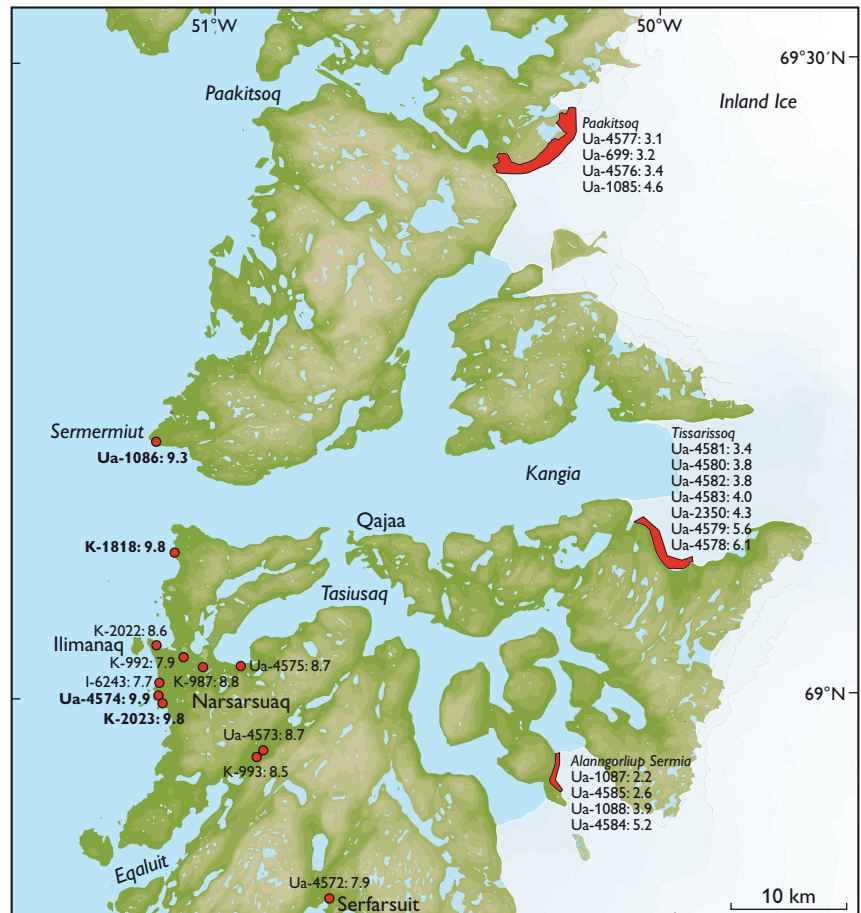 51°W
50°W
69°30´N
Paakitsoq
Inland Ice
Paakitsoq
Ua-4577: 3.1
Ua-699: 3.2
Ua-4576: 3.4
Ua-1085: 4.6
Sermermiut
Ua-1086: 9.3
Kangia
Tissarissoq
Ua-4581: 3.4
Ua-4580: 3.8
Ua-4582: 3.8
Ua-4583: 4.0
Ua-2350: 4.3
Ua-4579: 5.6
Ua-4578: 6.1
Qajaa
K-1818: 9.8
Tasiusaq
K-2022: 8.6
Ilimanaq
K-992: 7.9
Ua-4575: 8.7
I-6243: 7.7
K-987: 8.8
Ua-4574: 9.9
Narsarsuaq
K-2023: 9.8
69°N
Ua-4573: 8.7
K-993: 8.5
Alanngorliup Sermia
Ua-1087: 2.2
Ua-4585: 2.6
Ua-1088: 3.9
Ua-4584: 5.2
Eqaluit
Ua-4572: 7.9
Serfarsuit
10 km